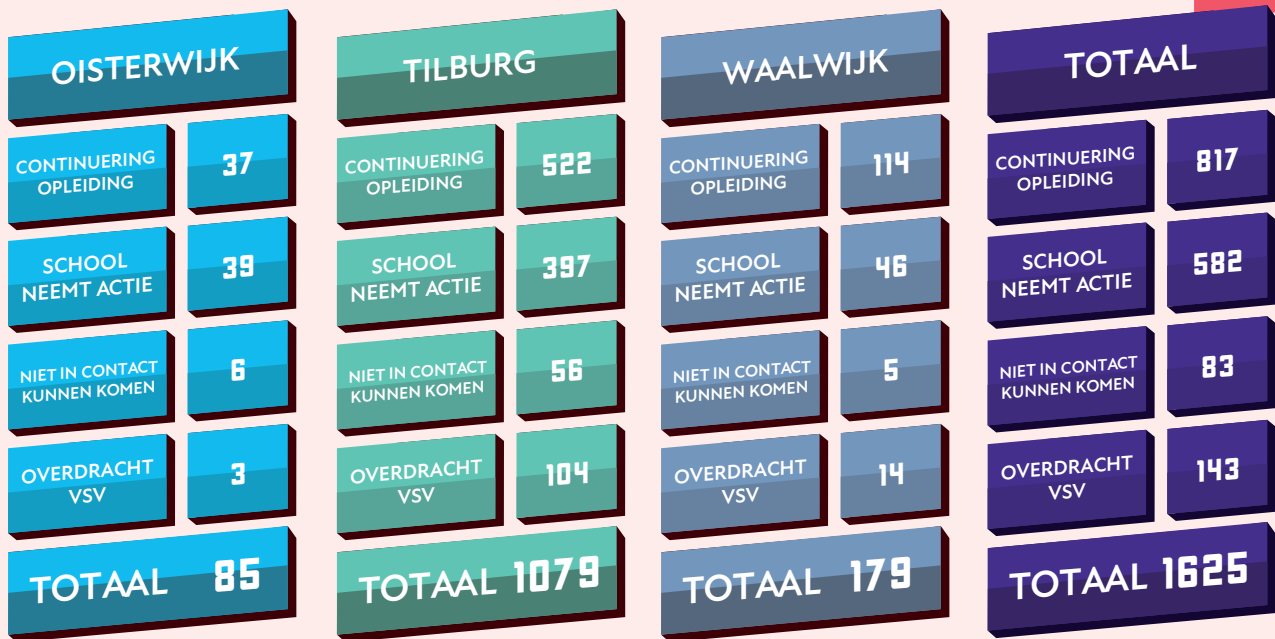 OISTERWIJK
CONTINUERING
OPLEIDING
37
SCHOOL
NEEMT ACTIE
39
NIET IN CONTACT
KUNNEN KOMEN
6
OVERDRACHT
VSV
3
TOTAAL 85
TILBURG
CONTINUERING
OPLEIDING
522
SCHOOL
NEEMT ACTIE
397
NIET IN CONTACT
KUNNEN KOMEN
56
OVERDRACHT
VSV
104
TOTAAL 1079
WAALWIJK
CONTINUERING
OPLEIDING
114
SCHOOL
NEEMT ACTIE
46
NIET IN CONTACT
KUNNEN KOMEN
5
OVERDRACHT
VSV
14
TOTAAL 179
TOTAAL
CONTINUERING
OPLEIDING
817
SCHOOL
NEEMT ACTIE
582
NIET IN CONTACT
KUNNEN KOMEN
83
OVERDRACHT
VSV
143
TOTAAL 1625